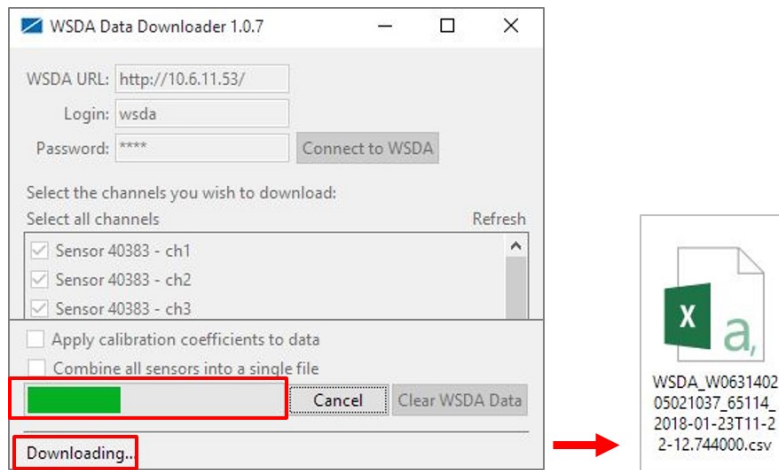 WSDA Data Downloader 1.0.7
WSDA URL: http://10.6.11.53/
Login: wsda
Password: **** Connect to WSDA
Select the channels you wish to download:
Select all channels Refresh
Sensor 40383 - ch1
Sensor 40383 - ch2
Sensor 40383 - ch3
Apply calibration coefficients to data
Combine all sensors into a single file
Cancel Clear WSDA Data
Downloading...
X
a,
WSDA_W0631402
05021037_65114_
2018-01-23T11-2
2-12.744000.csv